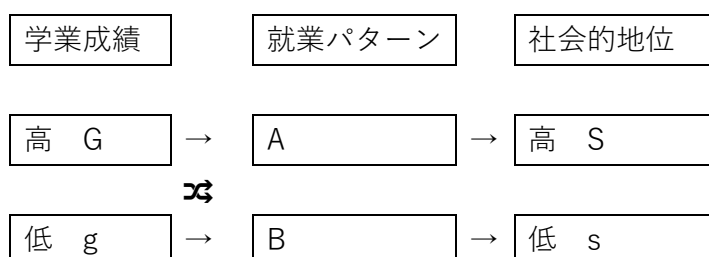 学業成績 就業パターン 社会的地位
高 G → A → 高 S
🔀
低 g → B → 低 s